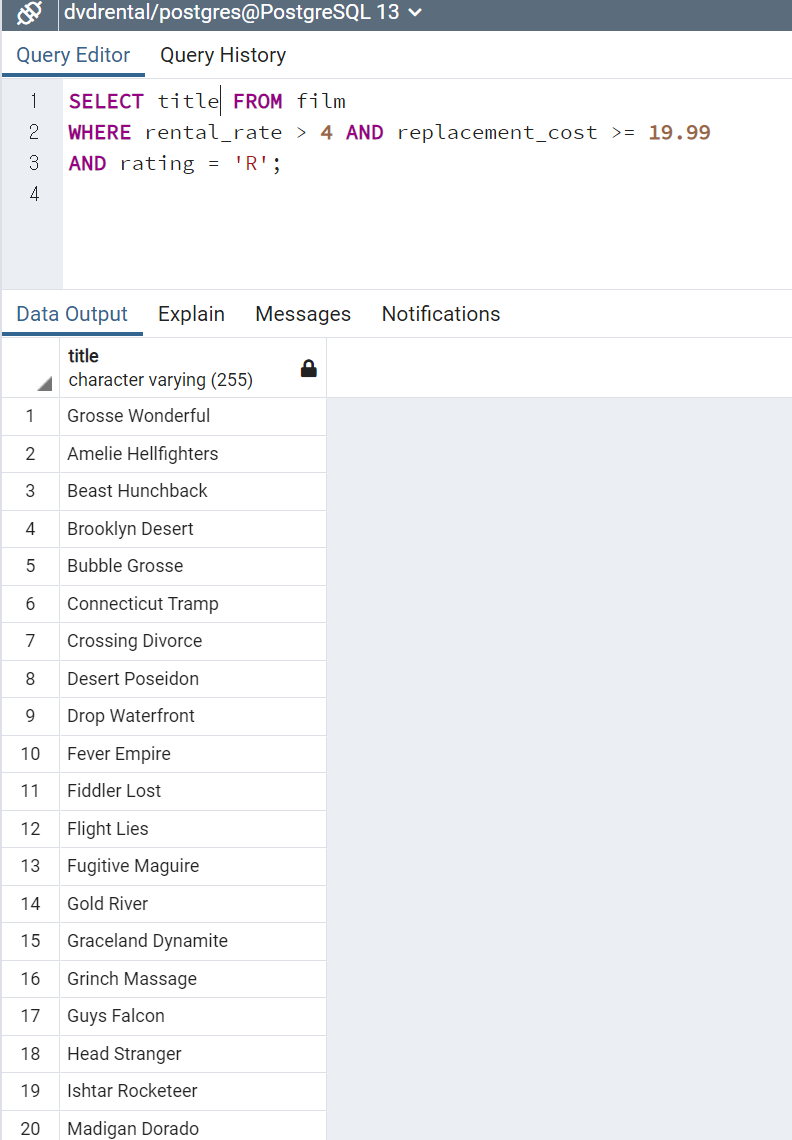 dvdrental/postgres@PostgreSQL 13
Query Editor Query History
1 SELECT title FROM film
2 WHERE rental_rate > 4 AND replacement_cost >= 19.99
3 AND rating = 'R';
4
Data Output Explain Messages Notifications
title
character varying (255)
1 Grosse Wonderful
2 Amelie Hellfighters
3 Beast Hunchback
4 Brooklyn Desert
5 Bubble Grosse
6 Connecticut Tramp
7 Crossing Divorce
8 Desert Poseidon
9 Drop Waterfront
10 Fever Empire
11 Fiddler Lost
12 Flight Lies
13 Fugitive Maguire
14 Gold River
15 Graceland Dynamite
16 Grinch Massage
17 Guys Falcon
18 Head Stranger
19 Ishtar Rocketeer
20 Madigan Dorado